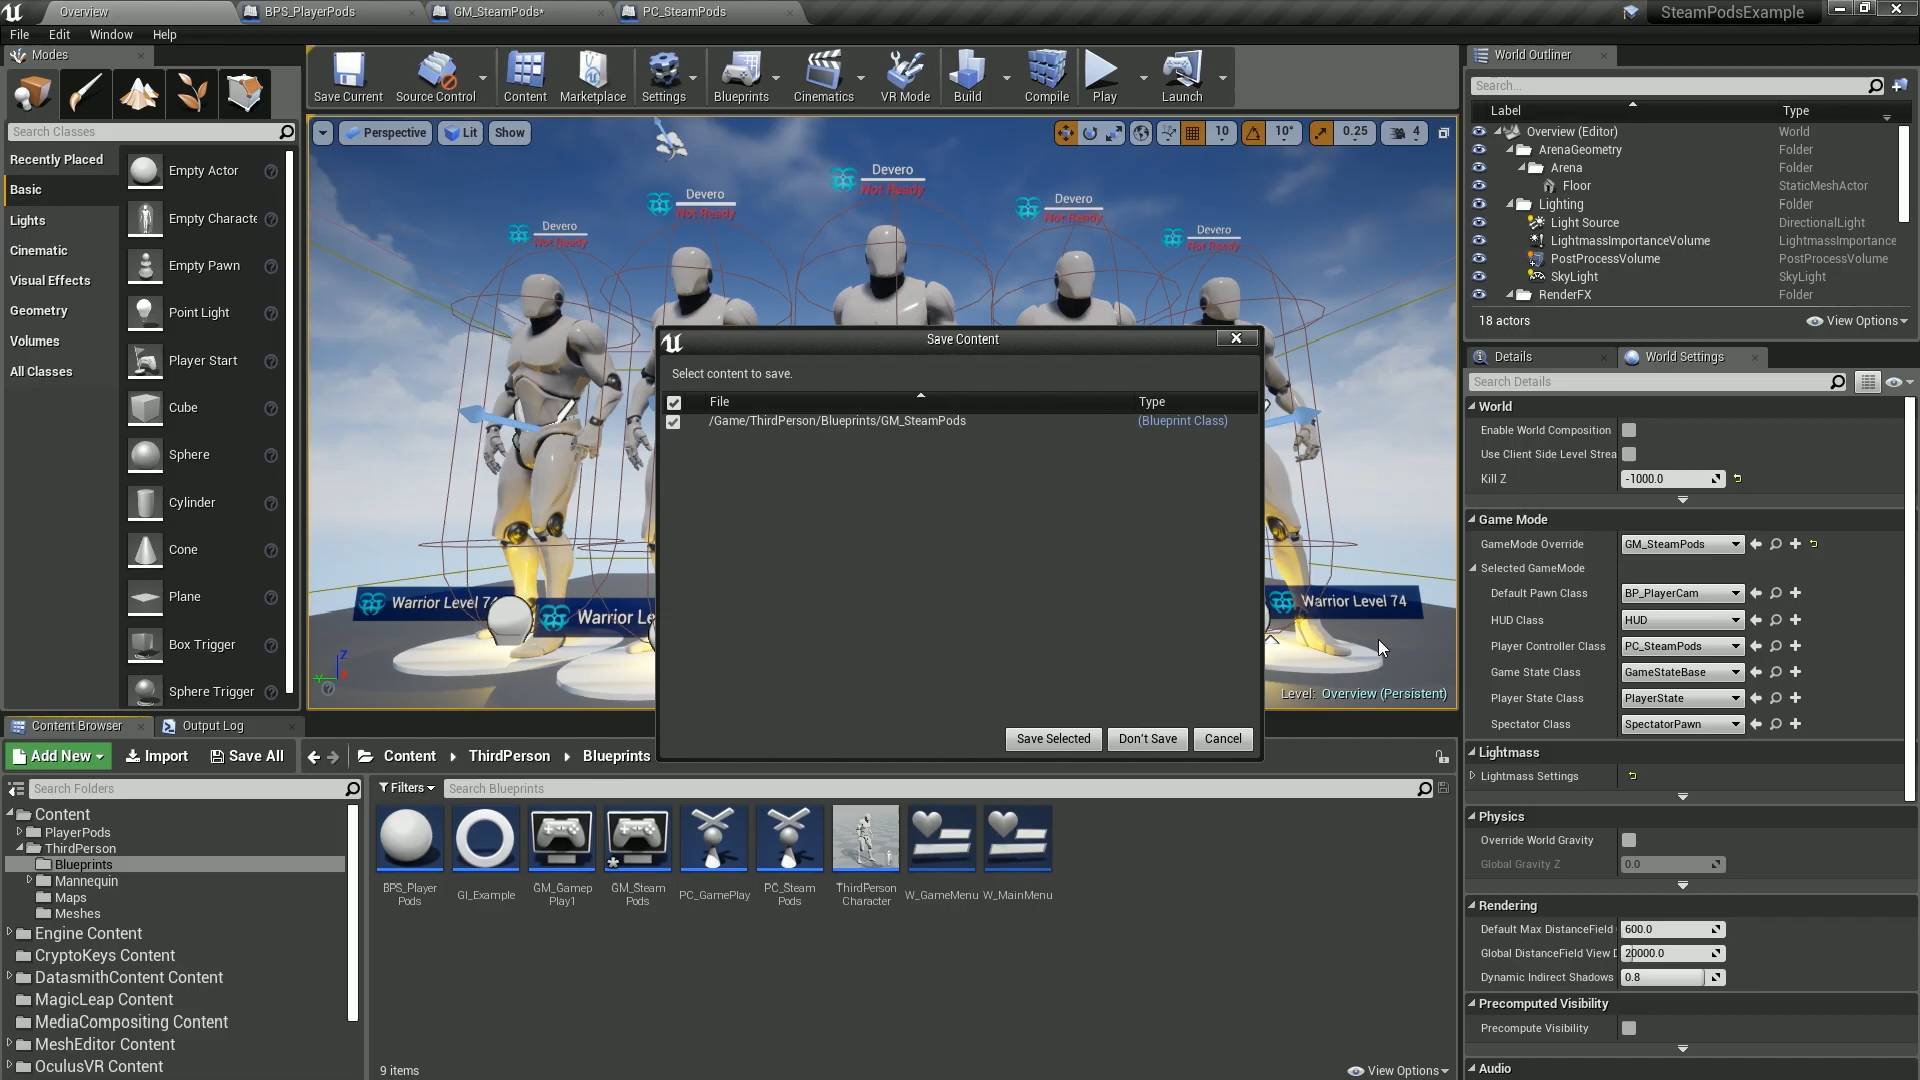 Overview
BPS_PlayerPods
GM_SteamPods*
PC_SteamPods
SteamPodsExample
File
Edit
Window
Help
Modes
Search Classes
Recently Placed
Basic
Lights
Cinematic
Visual Effects
Geometry
Volumes
All Classes
Empty Actor
Empty Characte
Empty Pawn
Point Light
Player Start
Cube
Sphere
Cylinder
Cone
Plane
Box Trigger
Sphere Trigger
Save Current
Source Control
Content
Marketplace
Settings
Blueprints
Cinematics
VR Mode
Build
Compile
Play
Launch
Perspective
Lit
Show
10
10°
0.25
4
Devero
Not Ready
Devero
Not Ready
Devero
Not Ready
Devero
Not Ready
Devero
Not Ready
Warrior Level 74
Warrior Le
Warrior Level 74
Level: Overview (Persistent)
Save Content
Select content to save.
File
Type
/Game/ThirdPerson/Blueprints/GM_SteamPods
(Blueprint Class)
Save Selected
Don't Save
Cancel
World Outliner
Search...
Label
Type
Overview (Editor)
World
ArenaGeometry
Folder
Arena
Folder
Floor
StaticMeshActor
Lighting
Folder
Light Source
DirectionalLight
LightmassImportanceVolume
LightmassImportance
PostProcessVolume
PostProcessVolume
SkyLight
SkyLight
RenderFX
Folder
18 actors
View Options
Details
World Settings
Search Details
World
Enable World Composition
Use Client Side Level Strea
Kill Z
-1000.0
Game Mode
GameMode Override
GM_SteamPods
Selected GameMode
Default Pawn Class
BP_PlayerCam
HUD Class
HUD
Player Controller Class
PC_SteamPods
Game State Class
GameStateBase
Player State Class
PlayerState
Spectator Class
SpectatorPawn
Lightmass
Lightmass Settings
Physics
Override World Gravity
Global Gravity Z
0.0
Rendering
Default Max DistanceField
600.0
Global DistanceField View D
20000.0
Dynamic Indirect Shadows
0.8
Precomputed Visibility
Precompute Visibility
Audio
Content Browser
Output Log
Add New
Import
Save All
Content
ThirdPerson
Blueprints
Search Folders
Filters
Search Blueprints
Content
PlayerPods
ThirdPerson
Blueprints
Mannequin
Maps
Meshes
Engine Content
CryptoKeys Content
DatasmithContent Content
MagicLeap Content
MediaCompositing Content
MeshEditor Content
OculusVR Content
BPS_Player
Pods
GI_Example
GM_Gamep
Play1
GM_Steam
Pods
PC_GamePlay
PC_Steam
Pods
ThirdPerson
Character
W_GameMenu
W_MainMenu
9 items
View Options